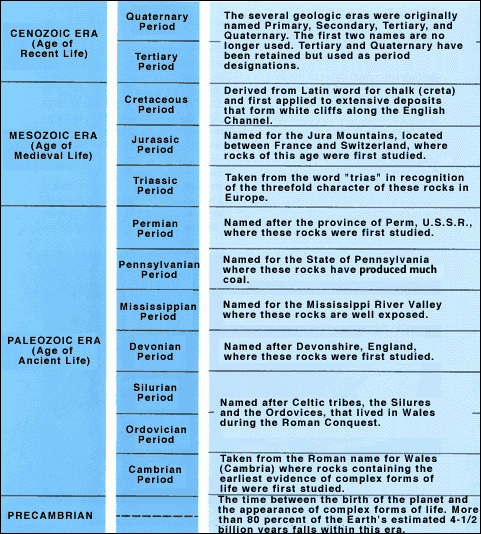 CENOZOIC ERA
(Age of
Recent Life)
Quaternary
Period
The several geologic eras were originally
named Primary, Secondary, Tertiary, and
Quaternary. The first two names are no
longer used. Tertiary and Quaternary have
been retained but used as period
designations.
Tertiary
Period
MESOZOIC ERA
(Age of
Medieval Life)
Cretaceous
Period
Derived from Latin word for chalk (creta)
and first applied to extensive deposits
that form white cliffs along the English
Channel.
Jurassic
Period
Named for the Jura Mountains, located
between France and Switzerland, where
rocks of this age were first studied.
Triassic
Period
Taken from the word "trias" in recognition
of the threefold character of these rocks in
Europe.
PALEOZOIC ERA
(Age of
Ancient Life)
Permian
Period
Named after the province of Perm, U.S.S.R.,
where these rocks were first studied.
Pennsylvanian
Period
Named for the State of Pennsylvania
where these rocks have produced much
coal.
Mississippian
Period
Named for the Mississippi River Valley
where these rocks are well exposed.
Devonian
Period
Named after Devonshire, England,
where these rocks were first studied.
Silurian
Period
Named after Celtic tribes, the Silures
and the Ordovices, that lived in Wales
during the Roman Conquest.
Ordovician
Period
Cambrian
Period
Taken from the Roman name for Wales
(Cambria) where rocks containing the
earliest evidence of complex forms of
life were first studied.
PRECAMBRIAN
The time between the birth of the planet and
the appearance of complex forms of life. More
than 80 percent of the Earth's estimated 4-1/2
billion years falls within this era.